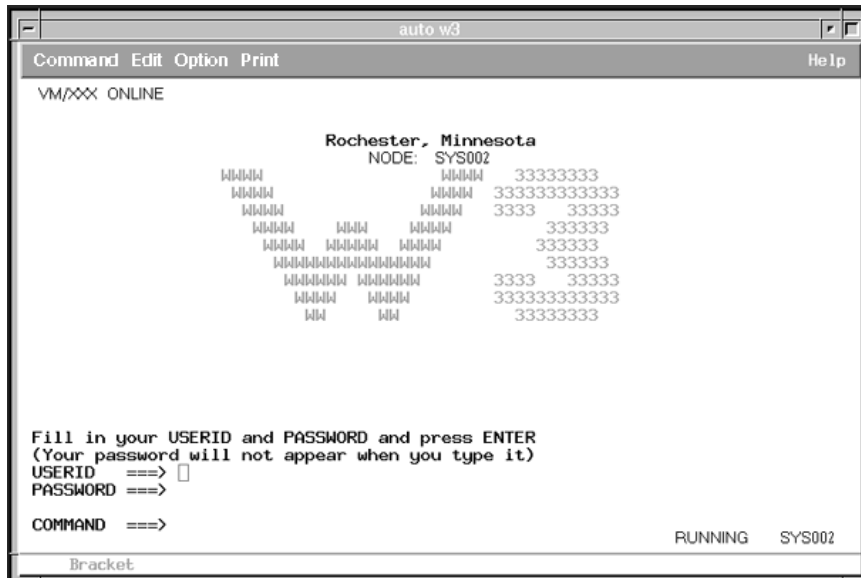 auto w3
Command Edit Option Print Help
VM/XXX ONLINE
Rochester, Minnesota
NODE: SYS002
WWWW                 WWWW   33333333
 WWWW               WWWW  333333333333
  WWWW             WWWW   3333   33333
   WWWW    WWW    WWWW         333333
    WWWW  WWWWW  WWWW         333333
     WWWWWWWWWWWWWWW           333333
      WWWWWW WWWWWW       3333   33333
       WWWW   WWWW        333333333333
        WW     WW           33333333
Fill in your USERID and PASSWORD and press ENTER
(Your password will not appear when you type it)
USERID ===>
PASSWORD ===>
COMMAND ===>
RUNNING SYS002
Bracket